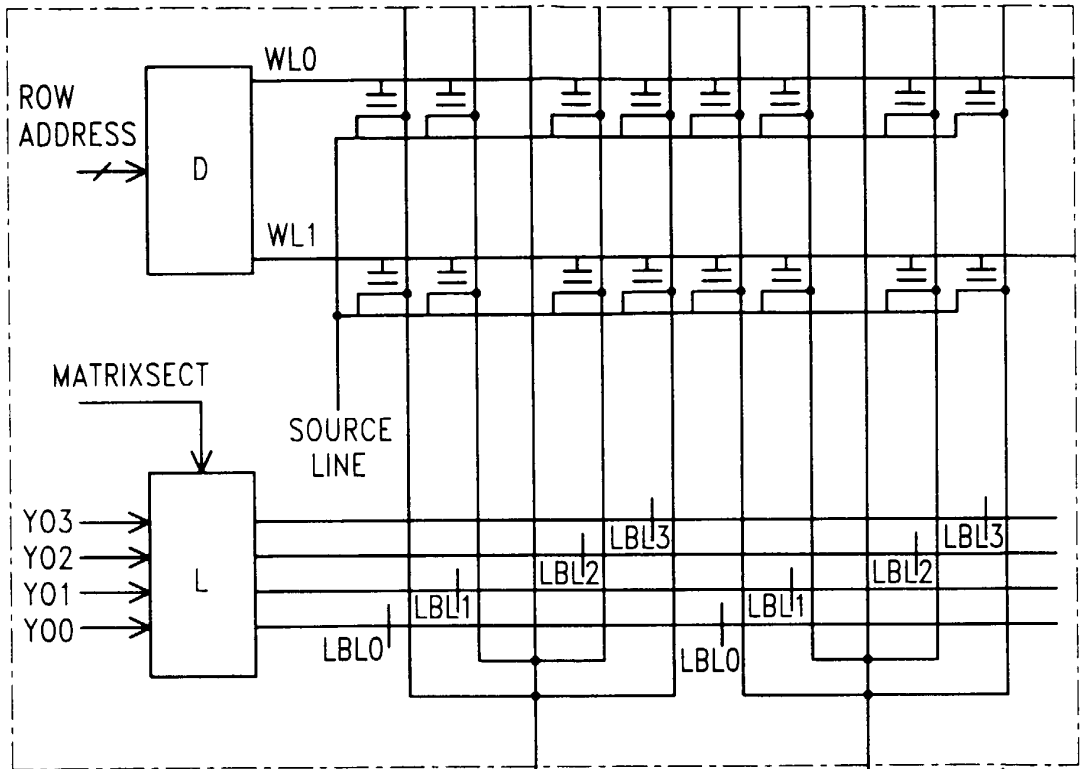 WL0
ROW
ADDRESS
D
WL1
MATRIXSECT
SOURCE
LINE
Y03
Y02
Y01
Y00
L
LBL3
LBL3
LBL2
LBL2
LBL1
LBL1
LBL0
LBL0